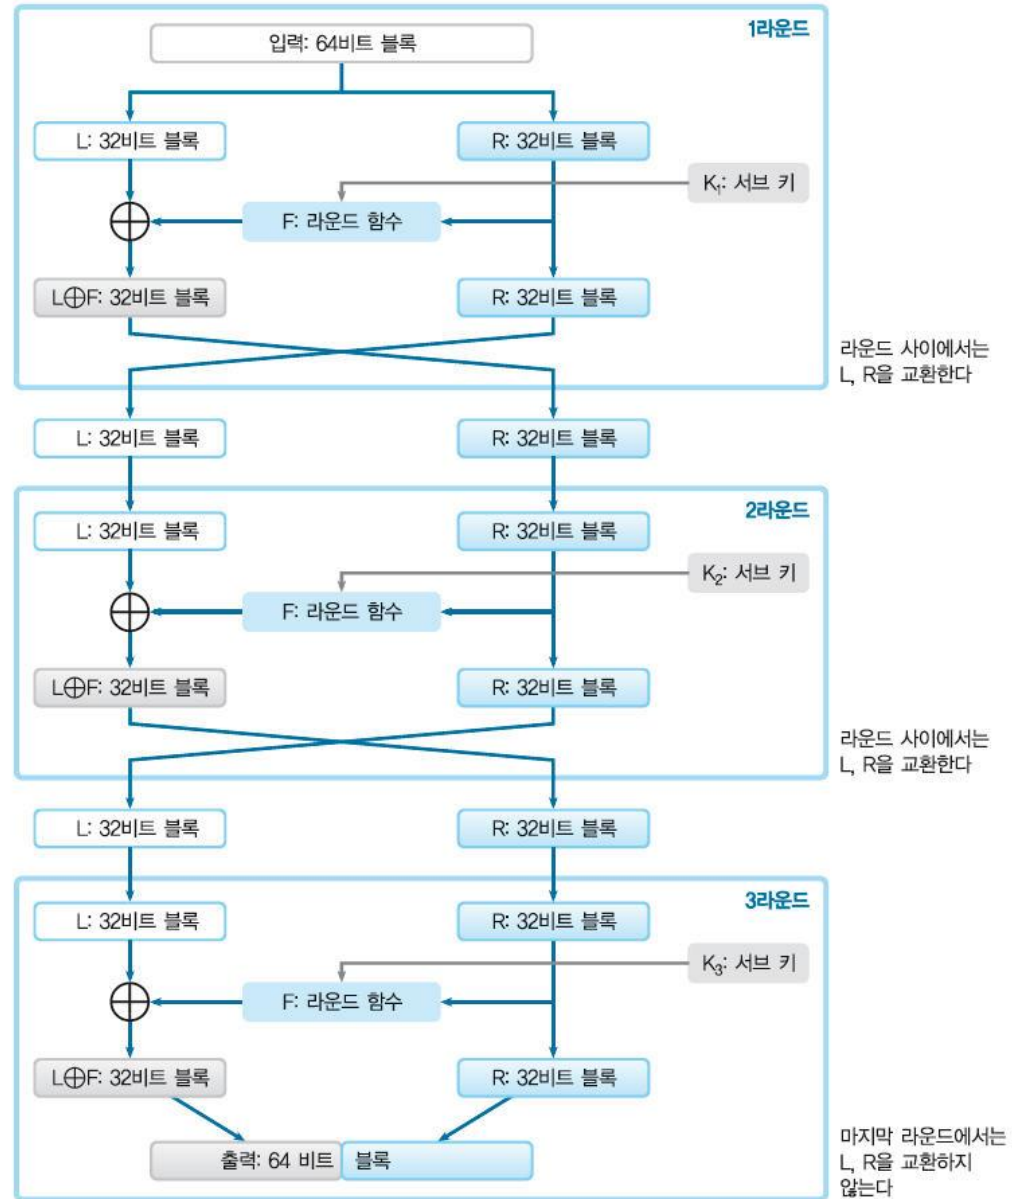 1라운드
입력: 64비트 블록
L: 32비트 블록
R: 32비트 블록
K₁: 서브 키
F: 라운드 함수
L⊕F: 32비트 블록
R: 32비트 블록
라운드 사이에서는
L, R을 교환한다
L: 32비트 블록
R: 32비트 블록
2라운드
L: 32비트 블록
R: 32비트 블록
K₂: 서브 키
F: 라운드 함수
L⊕F: 32비트 블록
R: 32비트 블록
라운드 사이에서는
L, R을 교환한다
L: 32비트 블록
R: 32비트 블록
3라운드
L: 32비트 블록
R: 32비트 블록
K₃: 서브 키
F: 라운드 함수
L⊕F: 32비트 블록
R: 32비트 블록
출력: 64 비트 블록
마지막 라운드에서는
L, R을 교환하지
않는다